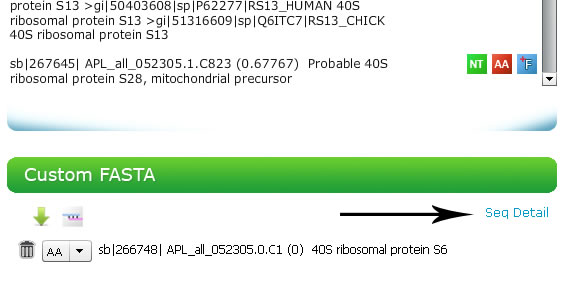 protein S13 >gi|50403608|sp|P62277|RS13_HUMAN 40S
ribosomal protein S13 >gi|51316609|sp|Q6ITC7|RS13_CHICK
40S ribosomal protein S13
sb|267645| APL_all_052305.1.C823 (0.67767) Probable 40S
NT AA +F
ribosomal protein S28, mitochondrial precursor
Custom FASTA
Seq Detail
AA sb|266748| APL_all_052305.0.C1 (0) 40S ribosomal protein S6